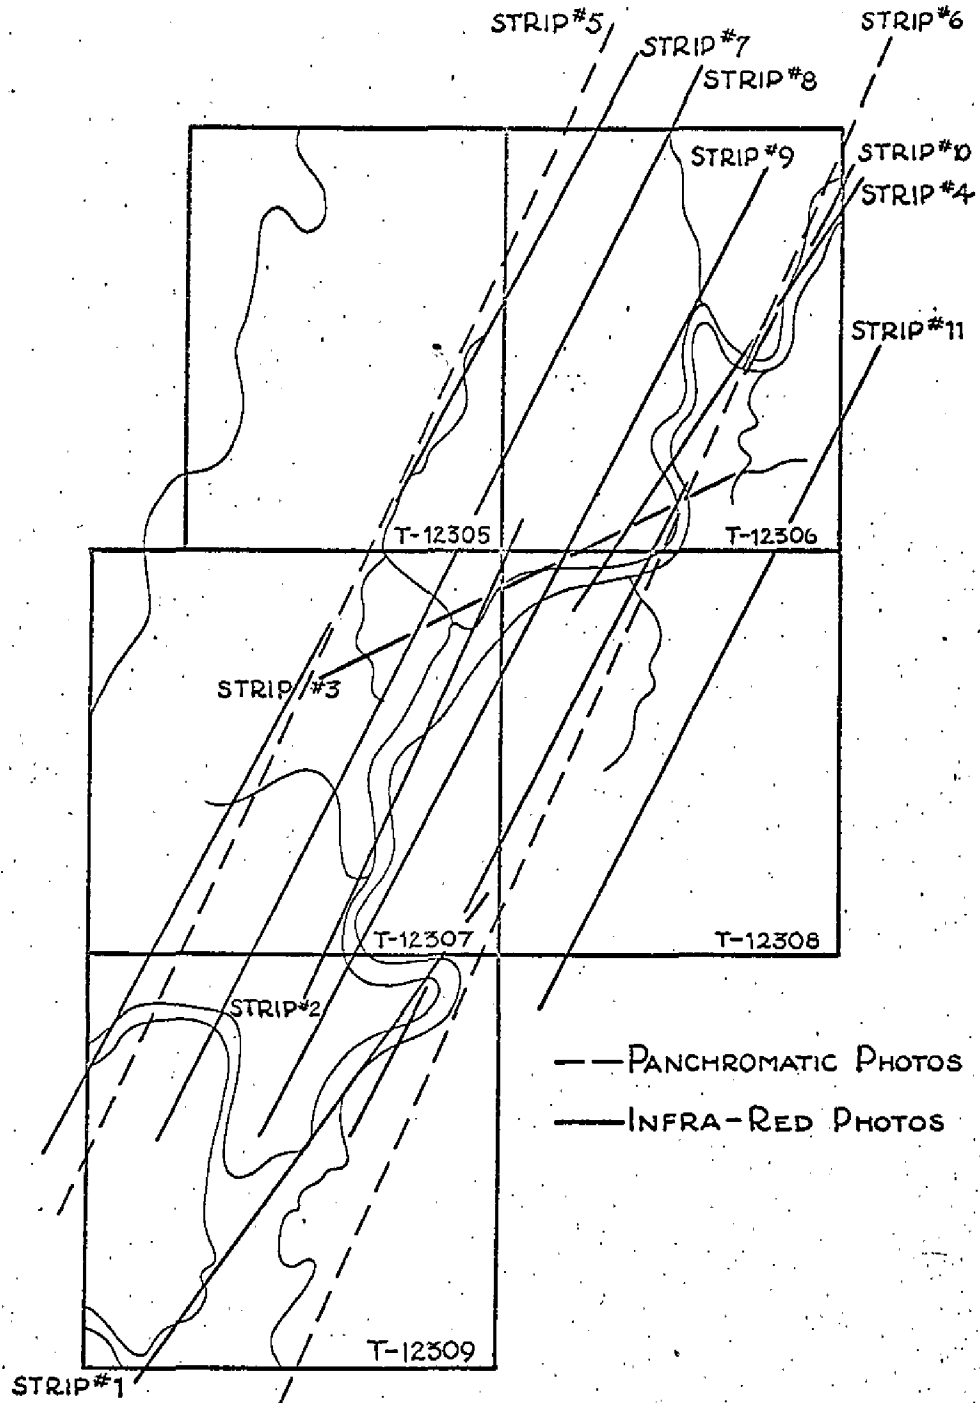 STRIP #5
STRIP #6
STRIP #7
STRIP #8
STRIP #9
STRIP #10
STRIP #4
STRIP #11
T-12305
T-12306
STRIP #3
T-12307
T-12308
STRIP #2
PANCHROMATIC PHOTOS
INFRA-RED PHOTOS
T-12309
STRIP #1